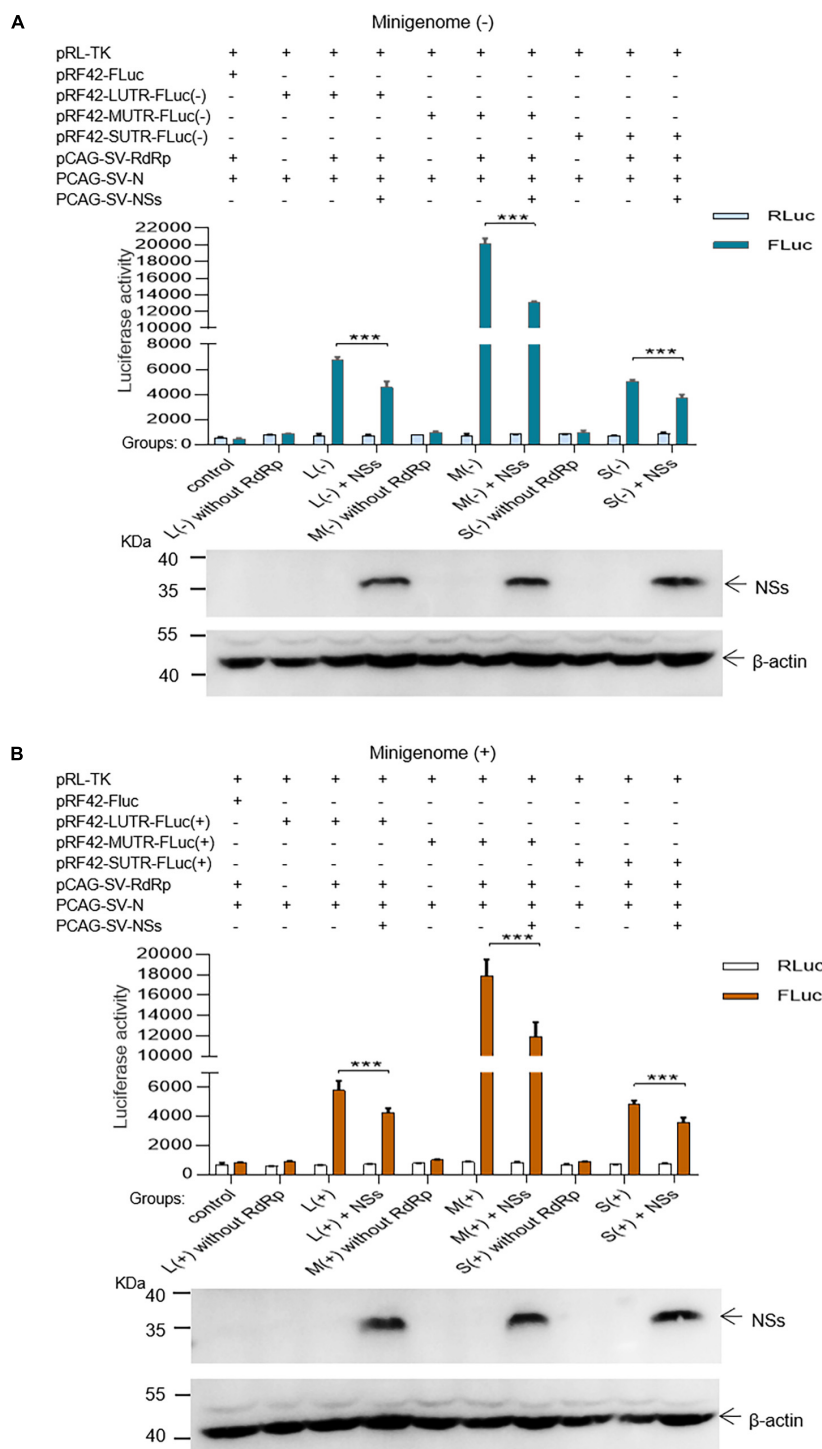 A
Minigenome (-)
pRL-TK + + + + + + + + + +
pRF42-FLuc + - - - - - - - - -
pRF42-LUTR-FLuc(-) - + + + - - - - - -
pRF42-MUTR-FLuc(-) - - - - + + + - - -
pRF42-SUTR-FLuc(-) - - - - - - - + + +
pCAG-SV-RdRp + - + + - + + - + +
PCAG-SV-N + + + + + + + + + +
PCAG-SV-NSs - - - + - - + - - +
Luciferase activity
22000
20000
18000
16000
14000
12000
10000
8000
6000
4000
2000
0
*** *** ***
RLuc
FLuc
Groups:
control
L(-) without RdRp
L(-)
L(-) + NSs
M(-) without RdRp
M(-)
M(-) + NSs
S(-) without RdRp
S(-)
S(-) + NSs
KDa
40
35
NSs
55
40
β-actin
B
Minigenome (+)
pRL-TK + + + + + + + + + +
pRF42-Fluc + - - - - - - - - -
pRF42-LUTR-FLuc(+) - + + + - - - - - -
pRF42-MUTR-FLuc(+) - - - - + + + - - -
pRF42-SUTR-FLuc(+) - - - - - - - + + +
pCAG-SV-RdRp + - + + - + + - + +
PCAG-SV-N + + + + + + + + + +
PCAG-SV-NSs - - - + - - + - - +
Luciferase activity
20000
18000
16000
14000
12000
10000
6000
4000
2000
0
*** *** ***
RLuc
FLuc
Groups:
control
L(+) without RdRp
L(+)
L(+) + NSs
M(+) without RdRp
M(+)
M(+) + NSs
S(+) without RdRp
S(+)
S(+) + NSs
KDa
40
35
NSs
55
40
β-actin